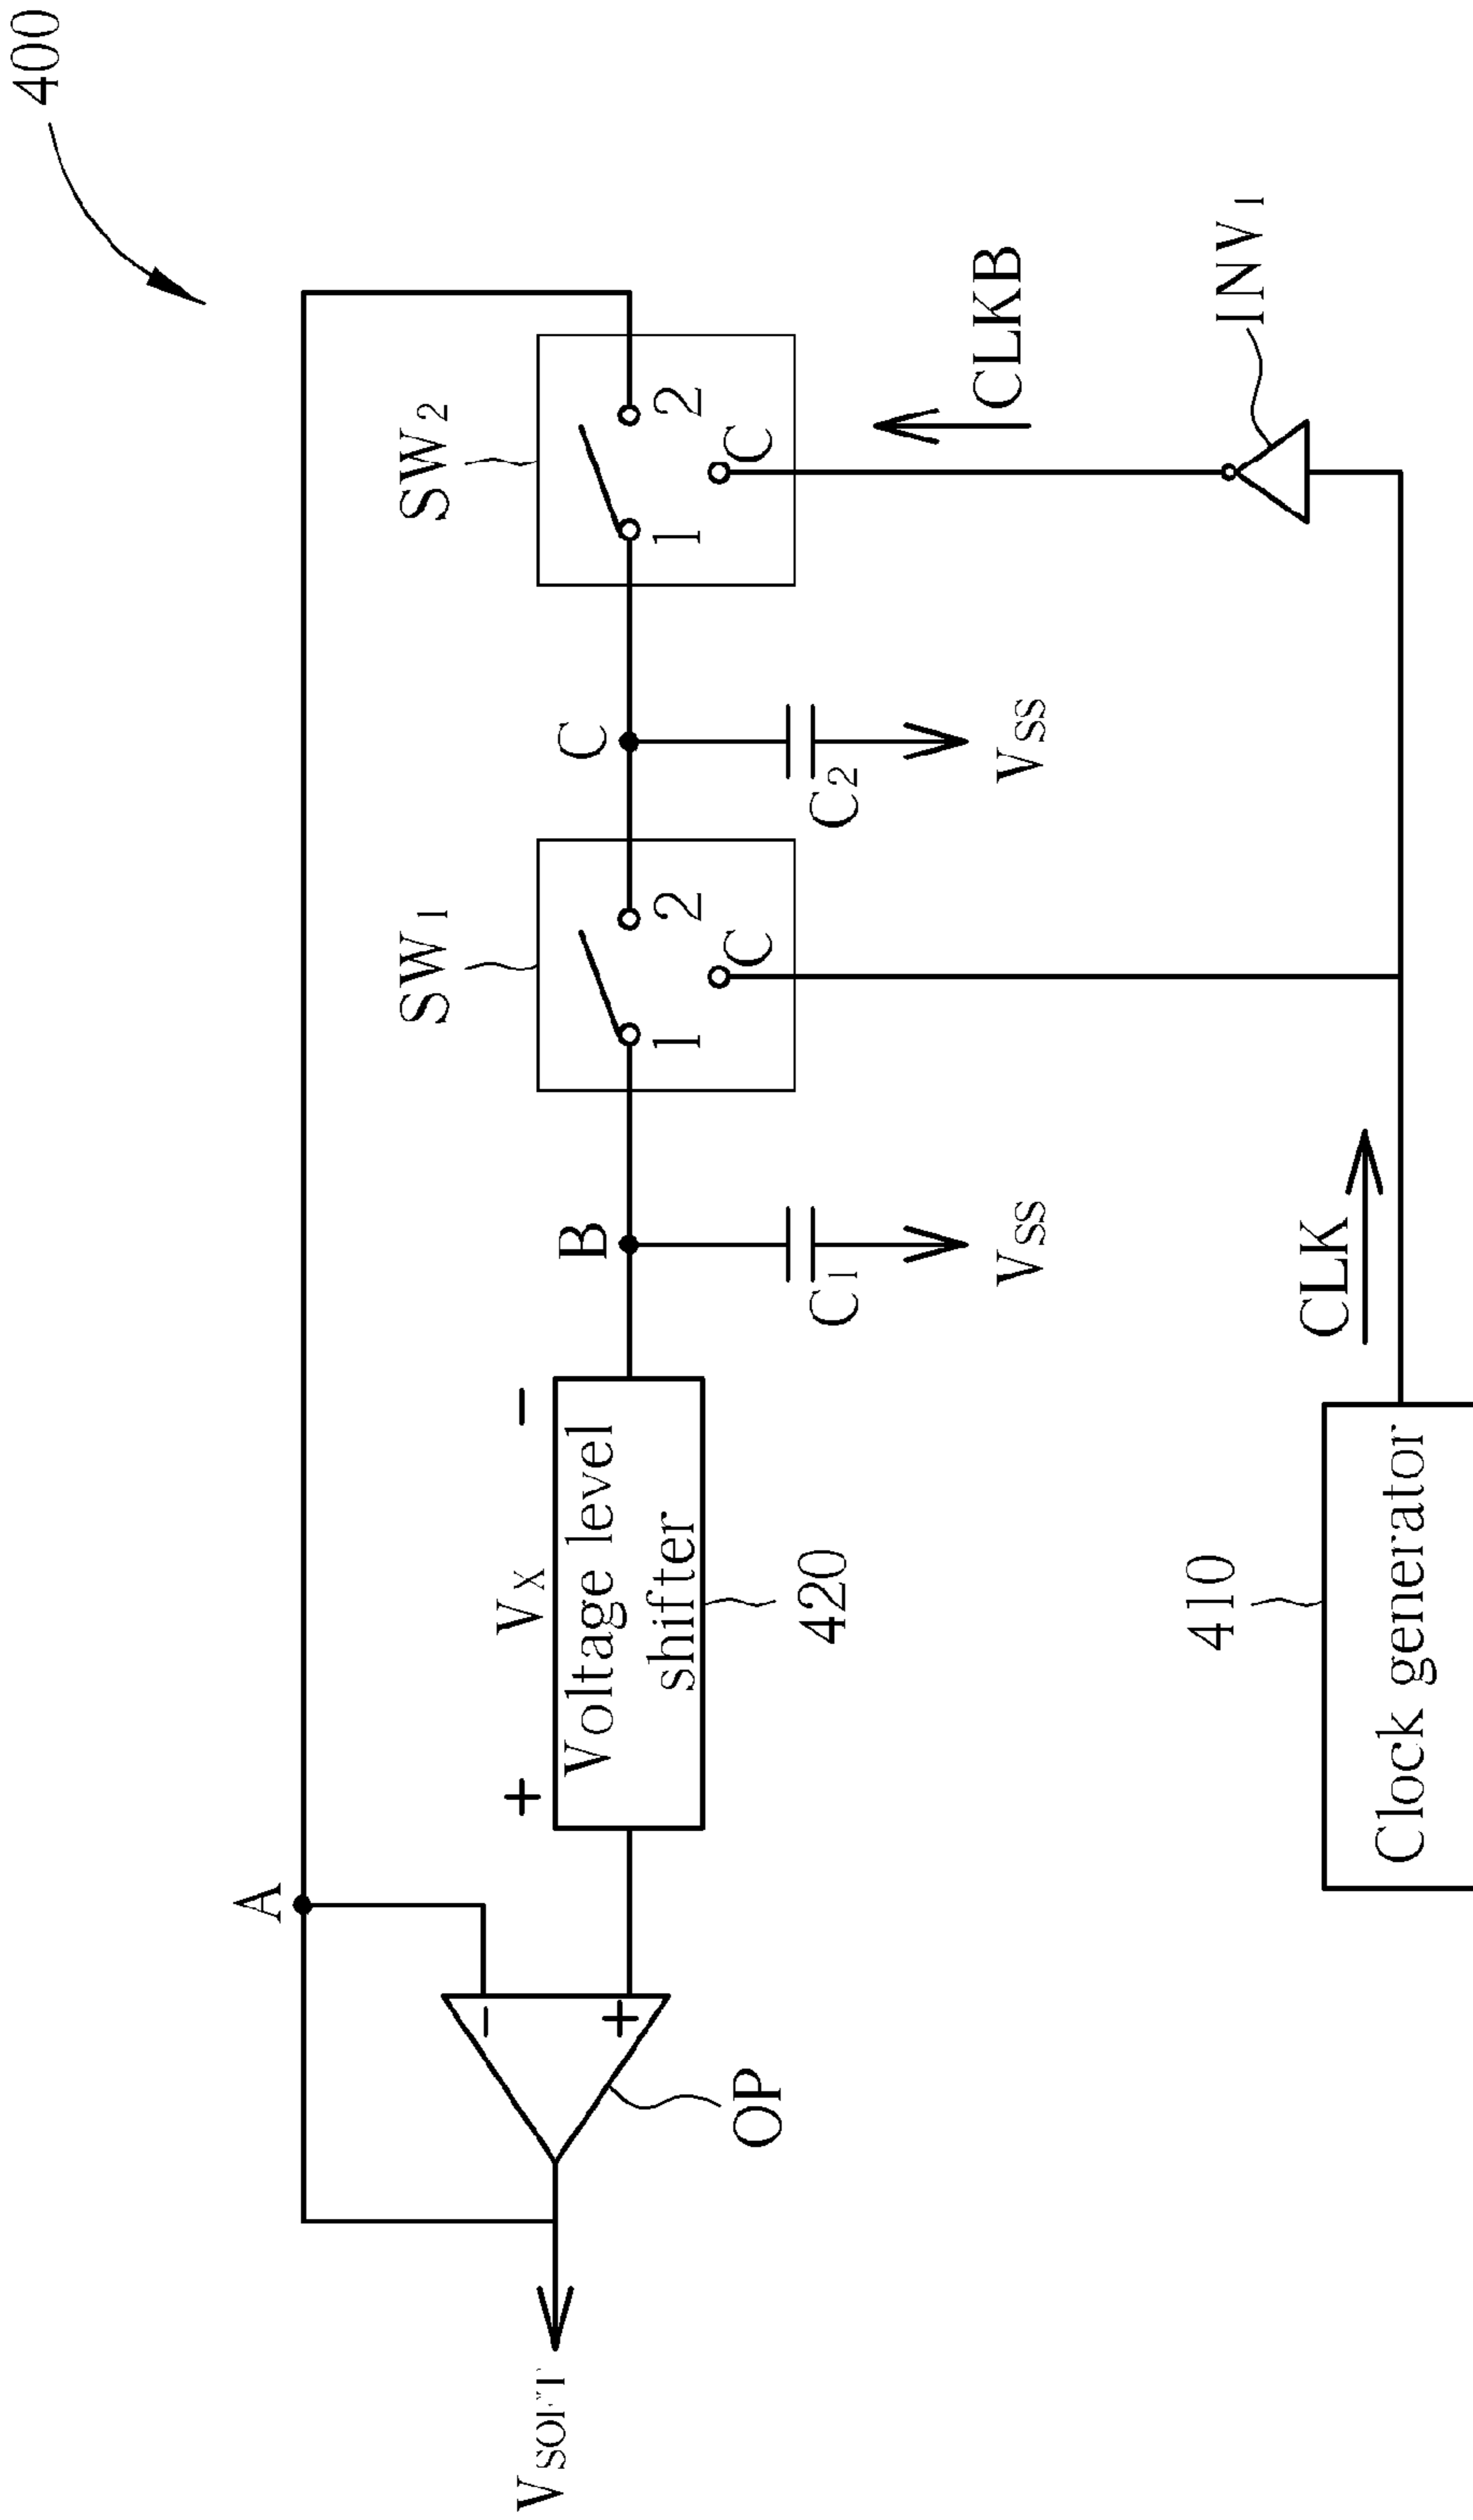 400
A
SW2
SW1
VX
+
−
C
B
1
2
C
1
2
C
Voltage level
shifter
−
+
420
OP
C2
C1
VSS
VSS
CLKB
INV1
CLK
410
Clock generator
VSOFT